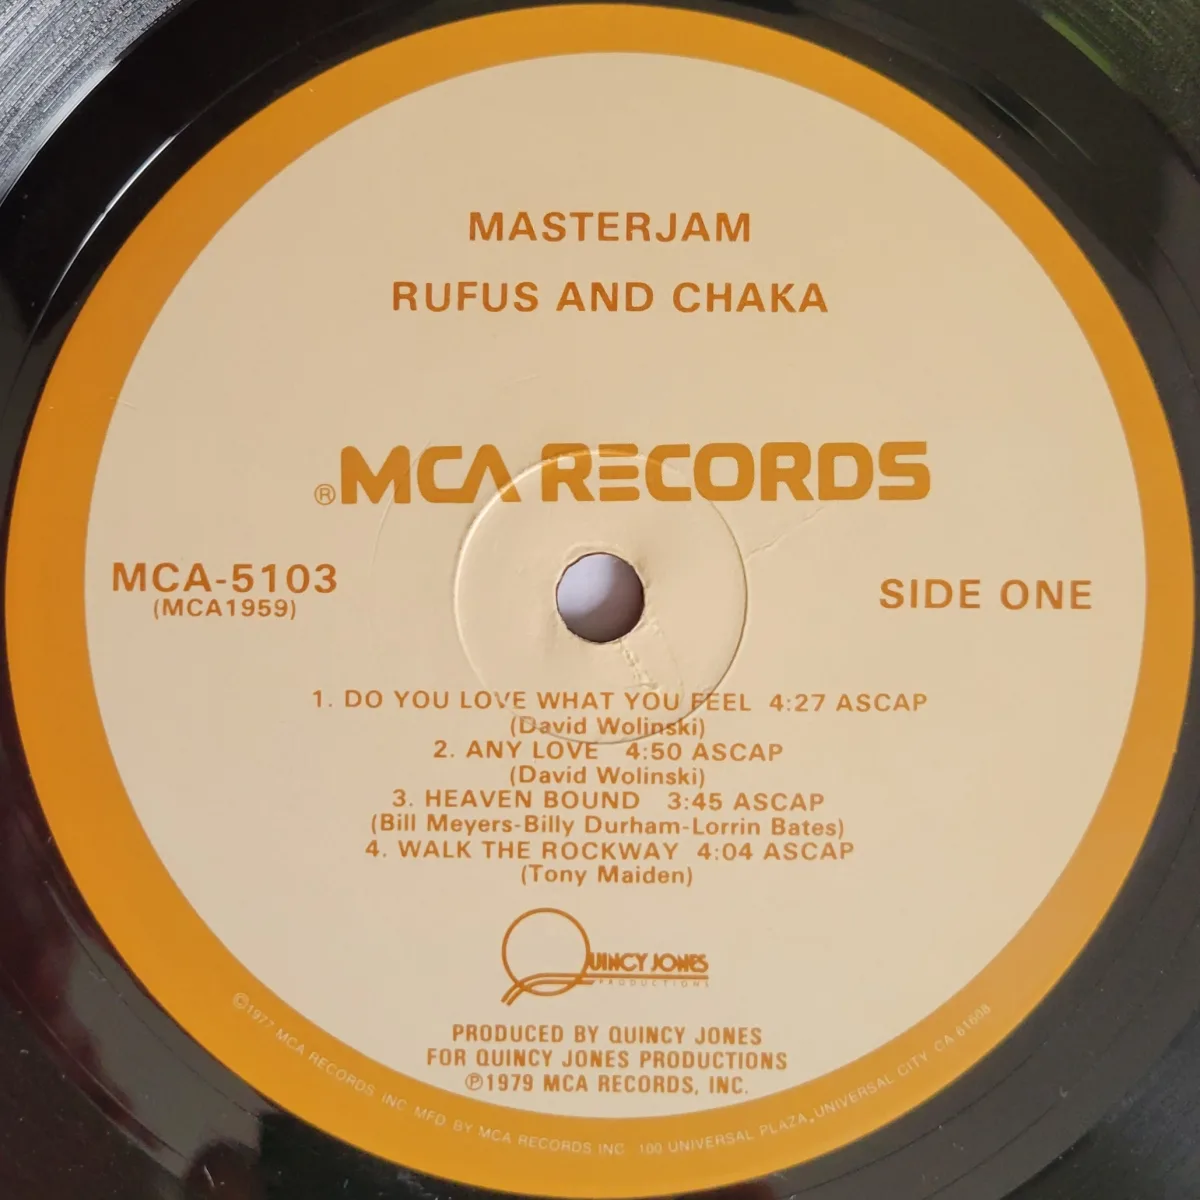 MASTERJAM
RUFUS AND CHAKA
®MCA RECORDS
MCA-5103
(MCA1959)
SIDE ONE
1. DO YOU LOVE WHAT YOU FEEL 4:27 ASCAP
(David Wolinski)
2. ANY LOVE 4:50 ASCAP
(David Wolinski)
3. HEAVEN BOUND 3:45 ASCAP
(Bill Meyers-Billy Durham-Lorrin Bates)
4. WALK THE ROCKWAY 4:04 ASCAP
(Tony Maiden)
QUINCY JONES
PRODUCTIONS
PRODUCED BY QUINCY JONES
FOR QUINCY JONES PRODUCTIONS
℗1979 MCA RECORDS, INC.
©1977 MCA RECORDS, INC. MFD. BY MCA RECORDS INC. 100 UNIVERSAL PLAZA, UNIVERSAL CITY, CA 61608